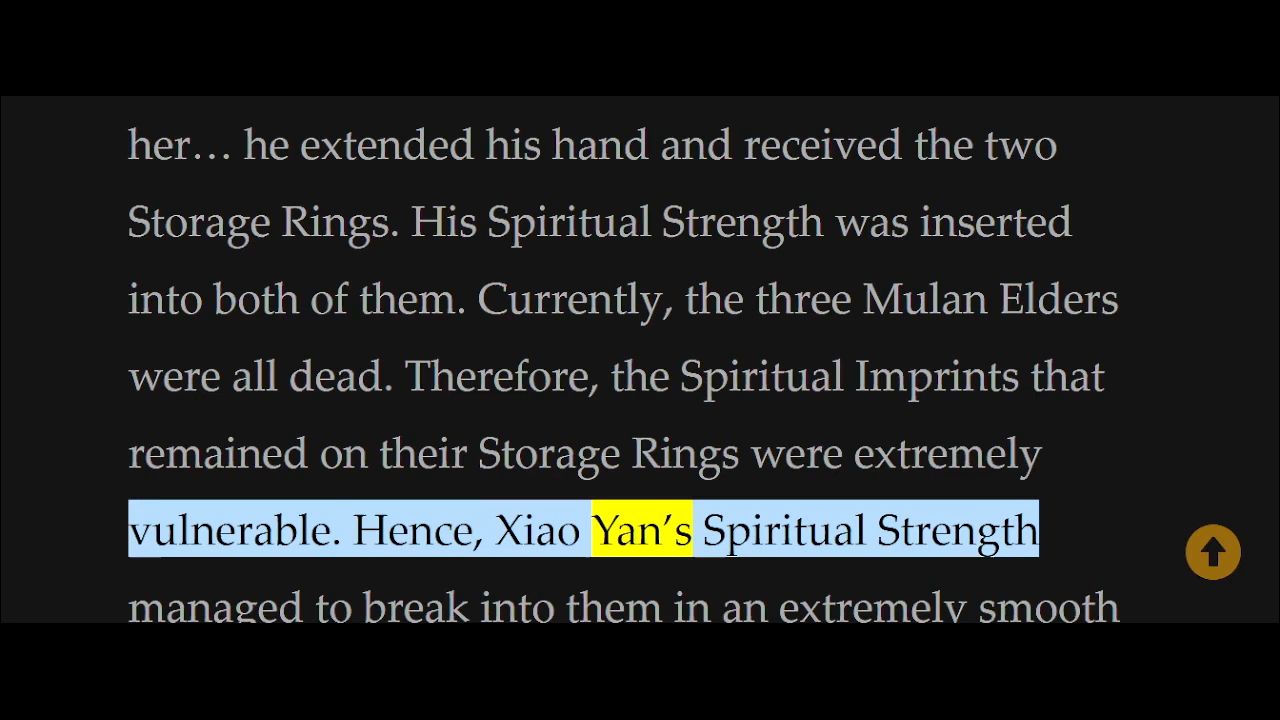 her… he extended his hand and received the two
Storage Rings. His Spiritual Strength was inserted
into both of them. Currently, the three Mulan Elders
were all dead. Therefore, the Spiritual Imprints that
remained on their Storage Rings were extremely
vulnerable. Hence, Xiao Yan’s Spiritual Strength
managed to break into them in an extremely smooth